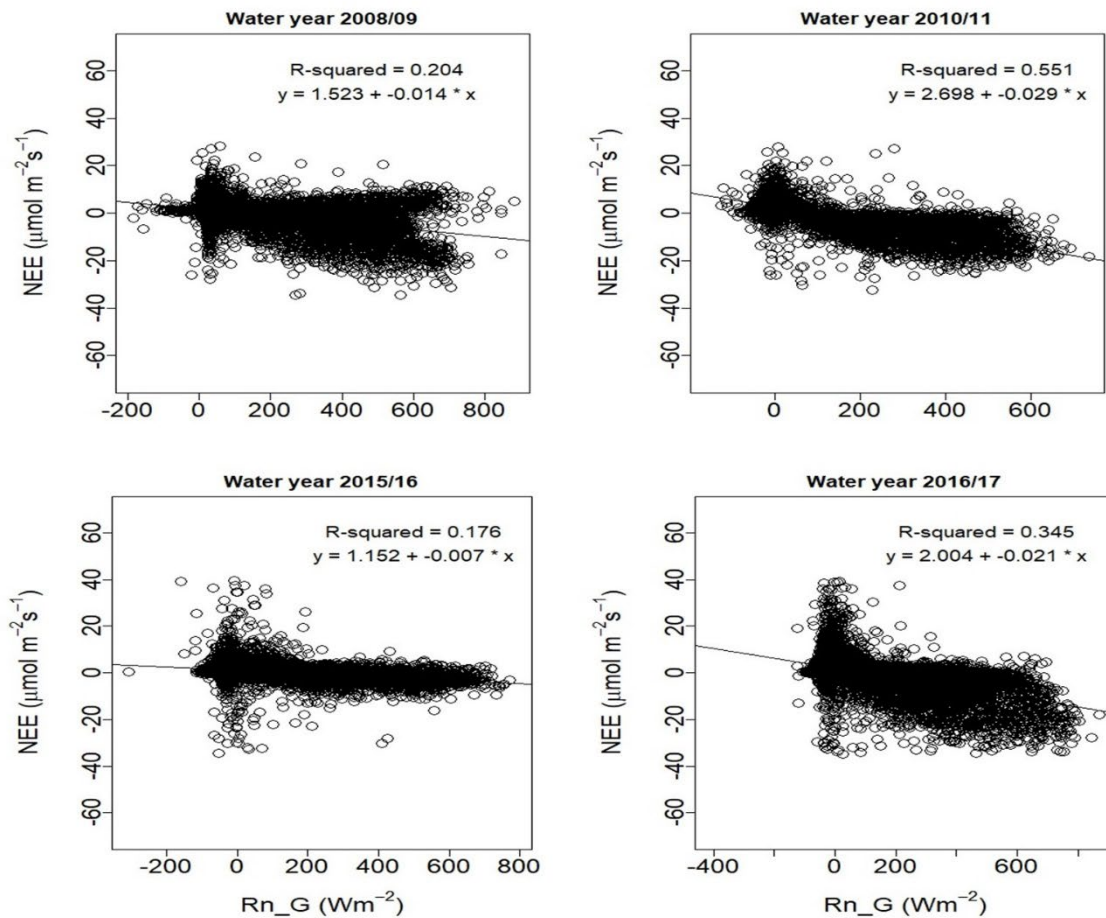 Water year 2008/09
R-squared = 0.204
y = 1.523 + -0.014 * x
NEE (μmol m−2s−1)
60
40
20
0
-20
-40
-60
-200 0 200 400 600 800
Water year 2010/11
R-squared = 0.551
y = 2.698 + -0.029 * x
NEE (μmol m−2s−1)
60
40
20
0
-20
-40
-60
0 200 400 600
Water year 2015/16
R-squared = 0.176
y = 1.152 + -0.007 * x
NEE (μmol m−2s−1)
60
40
20
0
-20
-40
-60
-200 0 200 400 600 800
Rn_G (Wm−2)
Water year 2016/17
R-squared = 0.345
y = 2.004 + -0.021 * x
NEE (μmol m−2s−1)
60
40
20
0
-20
-40
-60
-400 0 200 600
Rn_G (Wm−2)